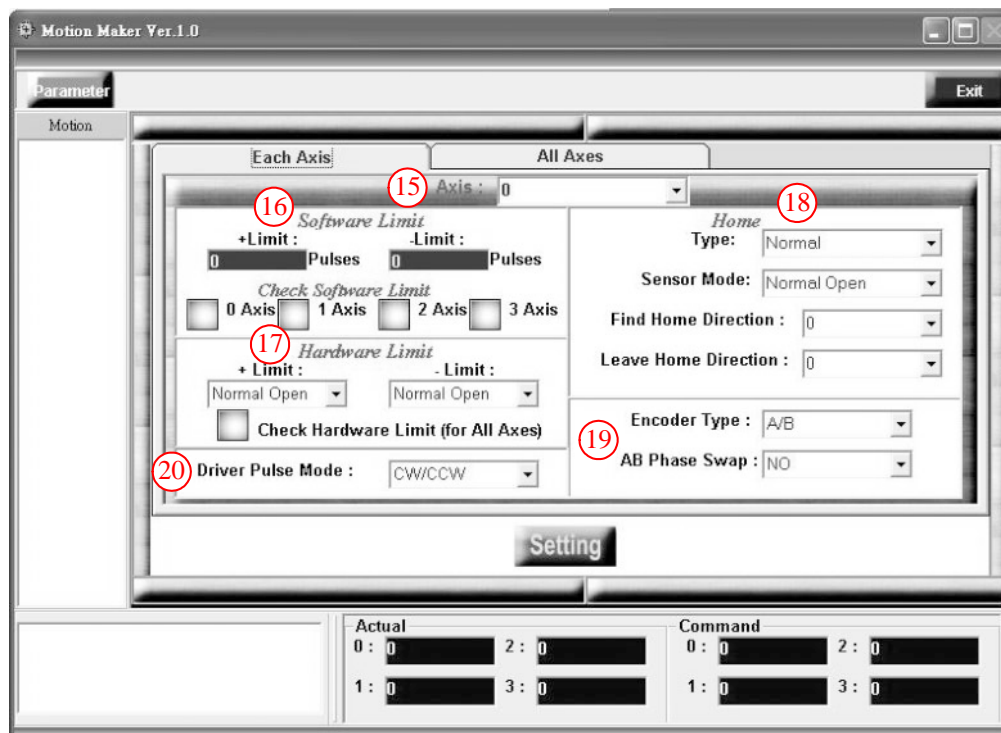 Motion Maker Ver.1.0
Parameter
Exit
Motion
Each Axis
All Axes
15 Axis : 0
16
Software Limit
+Limit :
-Limit :
0 Pulses
0 Pulses
Check Software Limit
0 Axis 1 Axis 2 Axis 3 Axis
17
Hardware Limit
+ Limit :
- Limit :
Normal Open
Normal Open
Check Hardware Limit (for All Axes)
20 Driver Pulse Mode : CW/CCW
18
Home
Type: Normal
Sensor Mode: Normal Open
Find Home Direction : 0
Leave Home Direction : 0
19
Encoder Type : A/B
AB Phase Swap : NO
Setting
Actual
0 : 0 2 : 0
1 : 0 3 : 0
Command
0 : 0 2 : 0
1 : 0 3 : 0